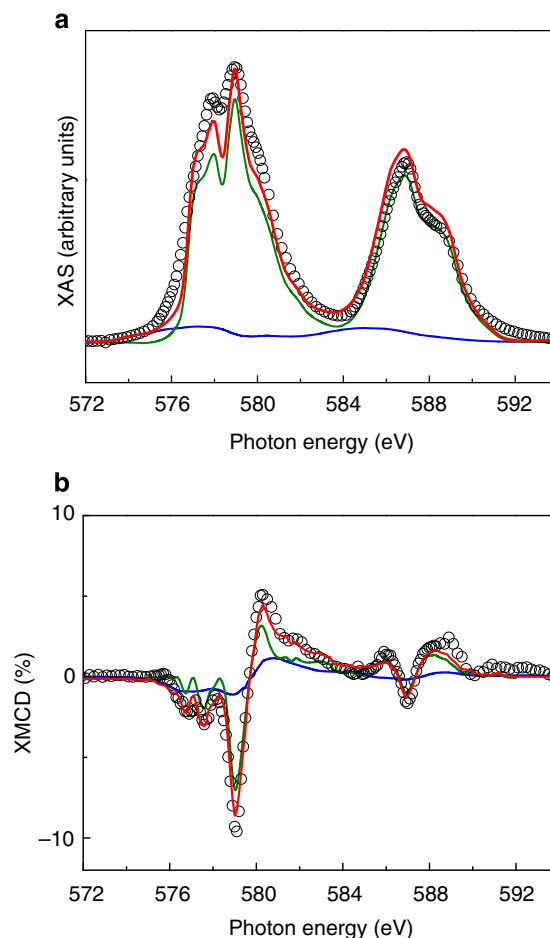 a
XAS (arbitrary units)
572 576 580 584 588 592
Photon energy (eV)
b
10
XMCD (%)
0
−10
572 576 580 584 588 592
Photon energy (eV)